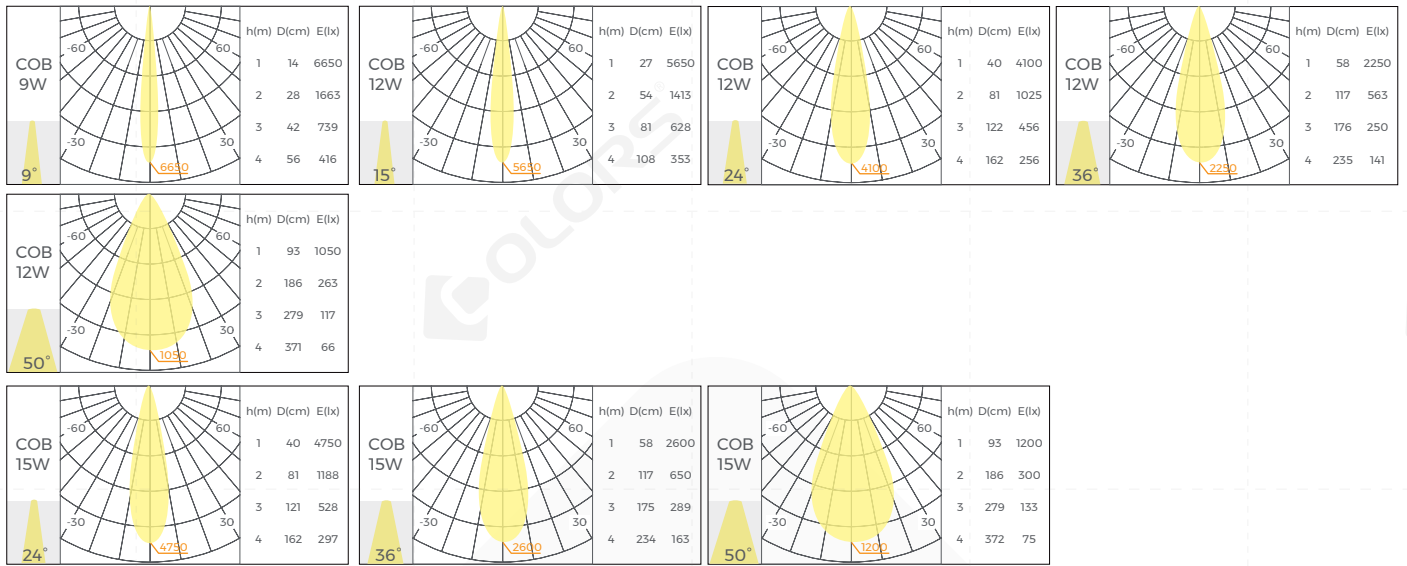 COB
9W
9°
-60
60
-30
30
6650
h(m) D(cm) E(lx)
1 14 6650
2 28 1663
3 42 739
4 56 416
COB
12W
15°
-60
60
-30
30
5650
h(m) D(cm) E(lx)
1 27 5650
2 54 1413
3 81 628
4 108 353
COB
12W
24°
-60
60
-30
30
4100
h(m) D(cm) E(lx)
1 40 4100
2 81 1025
3 122 456
4 162 256
COB
12W
36°
-60
60
-30
30
2250
h(m) D(cm) E(lx)
1 58 2250
2 117 563
3 176 250
4 235 141
COB
12W
50°
-60
60
-30
30
1050
h(m) D(cm) E(lx)
1 93 1050
2 186 263
3 279 117
4 371 66
COLORS®
COB
15W
24°
-60
60
-30
30
4750
h(m) D(cm) E(lx)
1 40 4750
2 81 1188
3 121 528
4 162 297
COB
15W
36°
-60
60
-30
30
2600
h(m) D(cm) E(lx)
1 58 2600
2 117 650
3 175 289
4 234 163
COB
15W
50°
-60
60
-30
30
1200
h(m) D(cm) E(lx)
1 93 1200
2 186 300
3 279 133
4 372 75